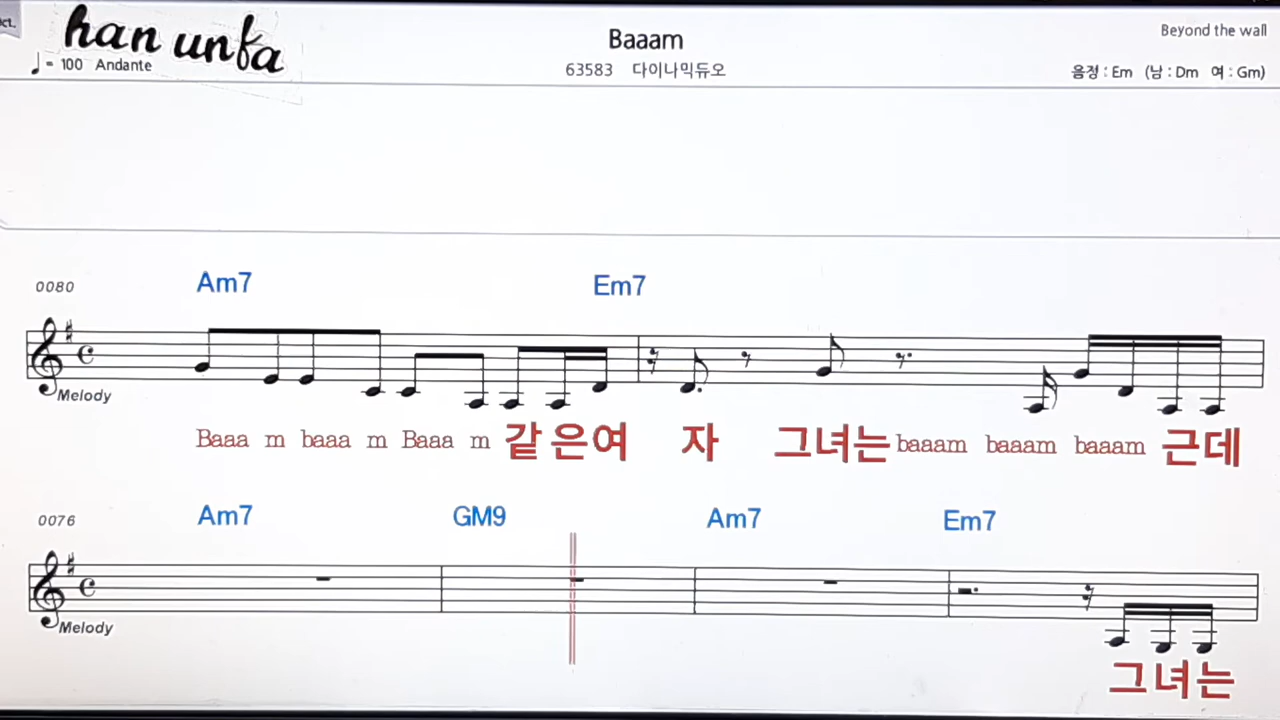 ct.
han unfa
Baaam
Beyond the wall
♩= 100 Andante
63583 다이나믹듀오
음정 : Em (남 : Dm 여 : Gm)
0080 Am7 Em7
Melody
Baaa m baaa m Baaa m 같은여 자 그녀는 baaam baaam baaam 근데
0076 Am7 GM9 Am7 Em7
Melody
그녀는